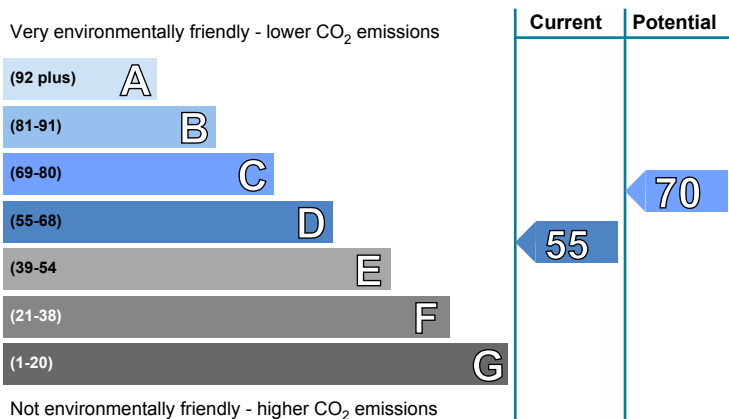 Current Potential
Very environmentally friendly - lower CO₂ emissions
(92 plus) A
(81-91) B
(69-80) C
70
(55-68) D
55
(39-54 E
(21-38) F
(1-20) G
Not environmentally friendly - higher CO₂ emissions